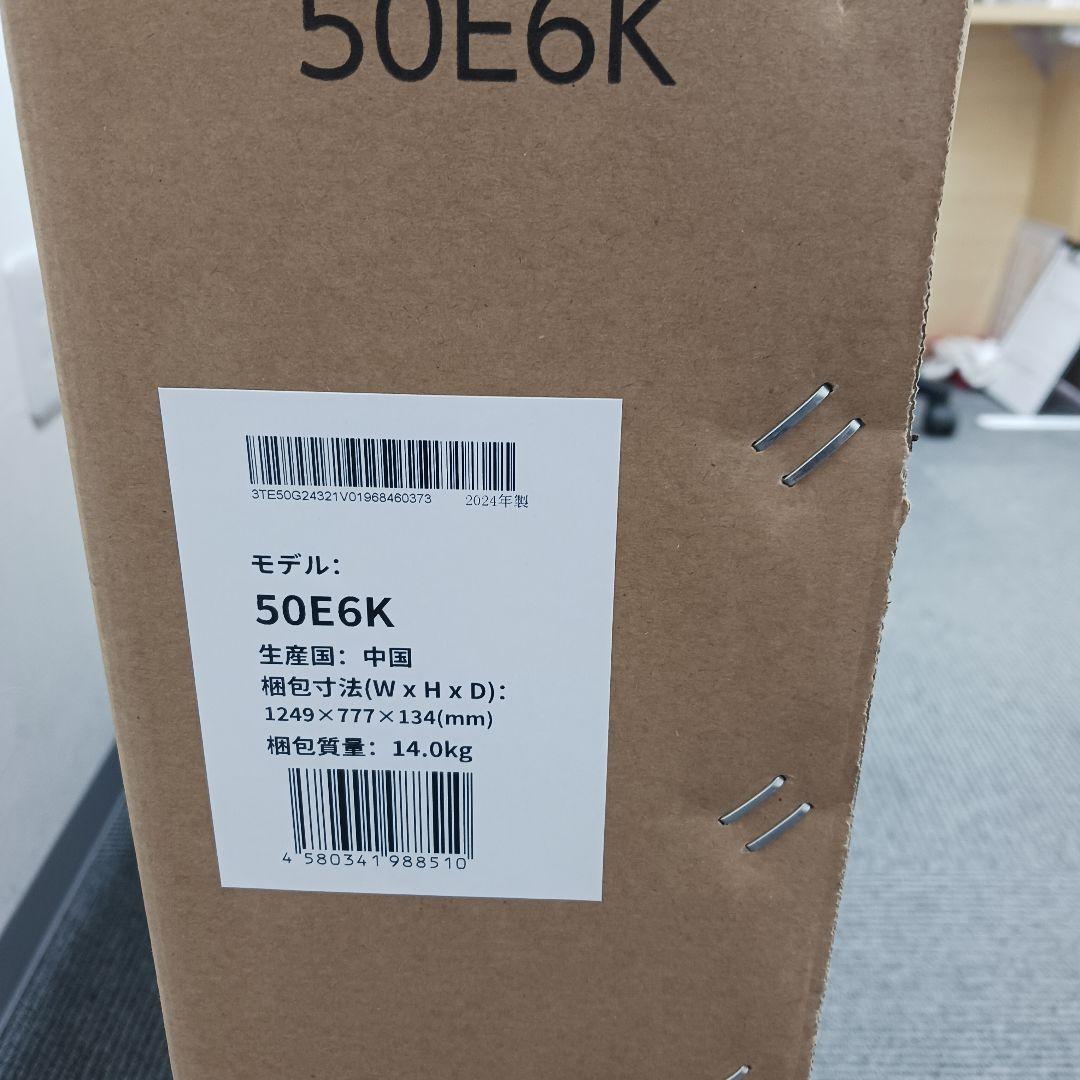 50E6K
3TE50G24321V01968460373 2024年製
モデル：
50E6K
生産国：中国
梱包寸法(W x H x D)：
1249×777×134(mm)
梱包質量：14.0kg
4 580341 988510